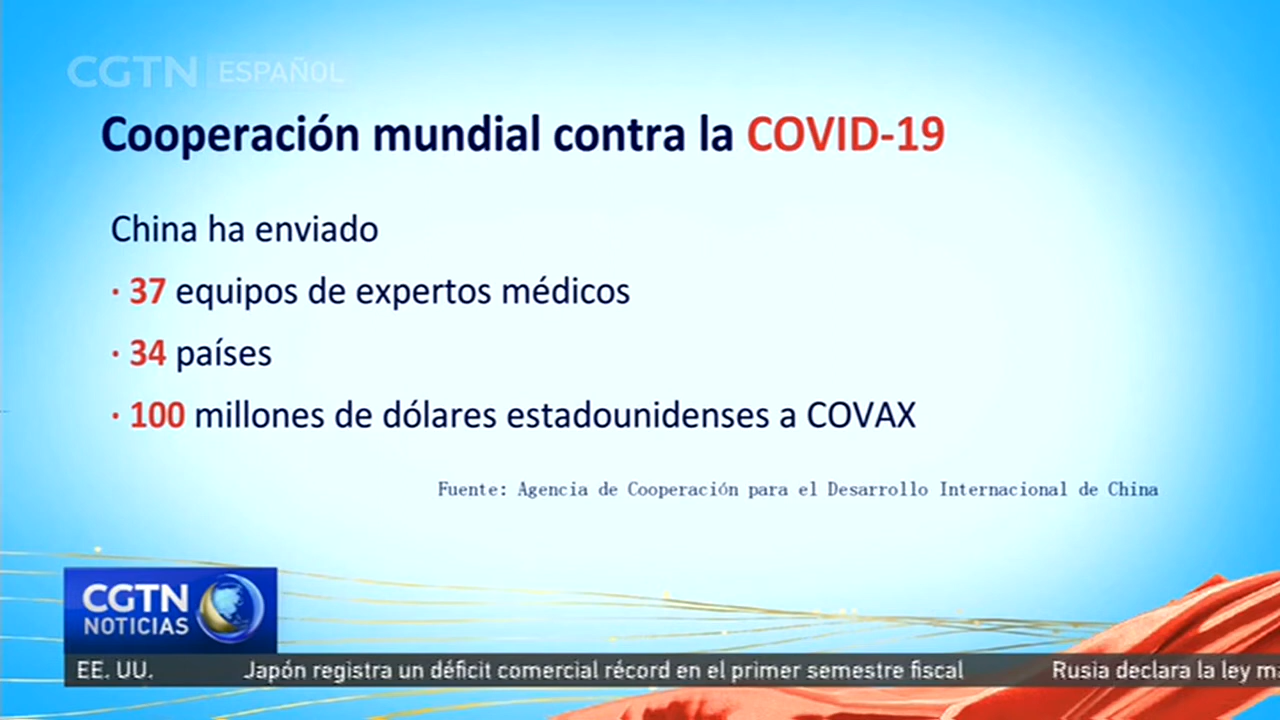 CGTN ESPAÑOL
Cooperación mundial contra la COVID-19
China ha enviado
· 37 equipos de expertos médicos
· 34 países
· 100 millones de dólares estadounidenses a COVAX
Fuente: Agencia de Cooperación para el Desarrollo Internacional de China
CGTN
NOTICIAS
EE. UU. Japón registra un déficit comercial récord en el primer semestre fiscal Rusia declara la ley